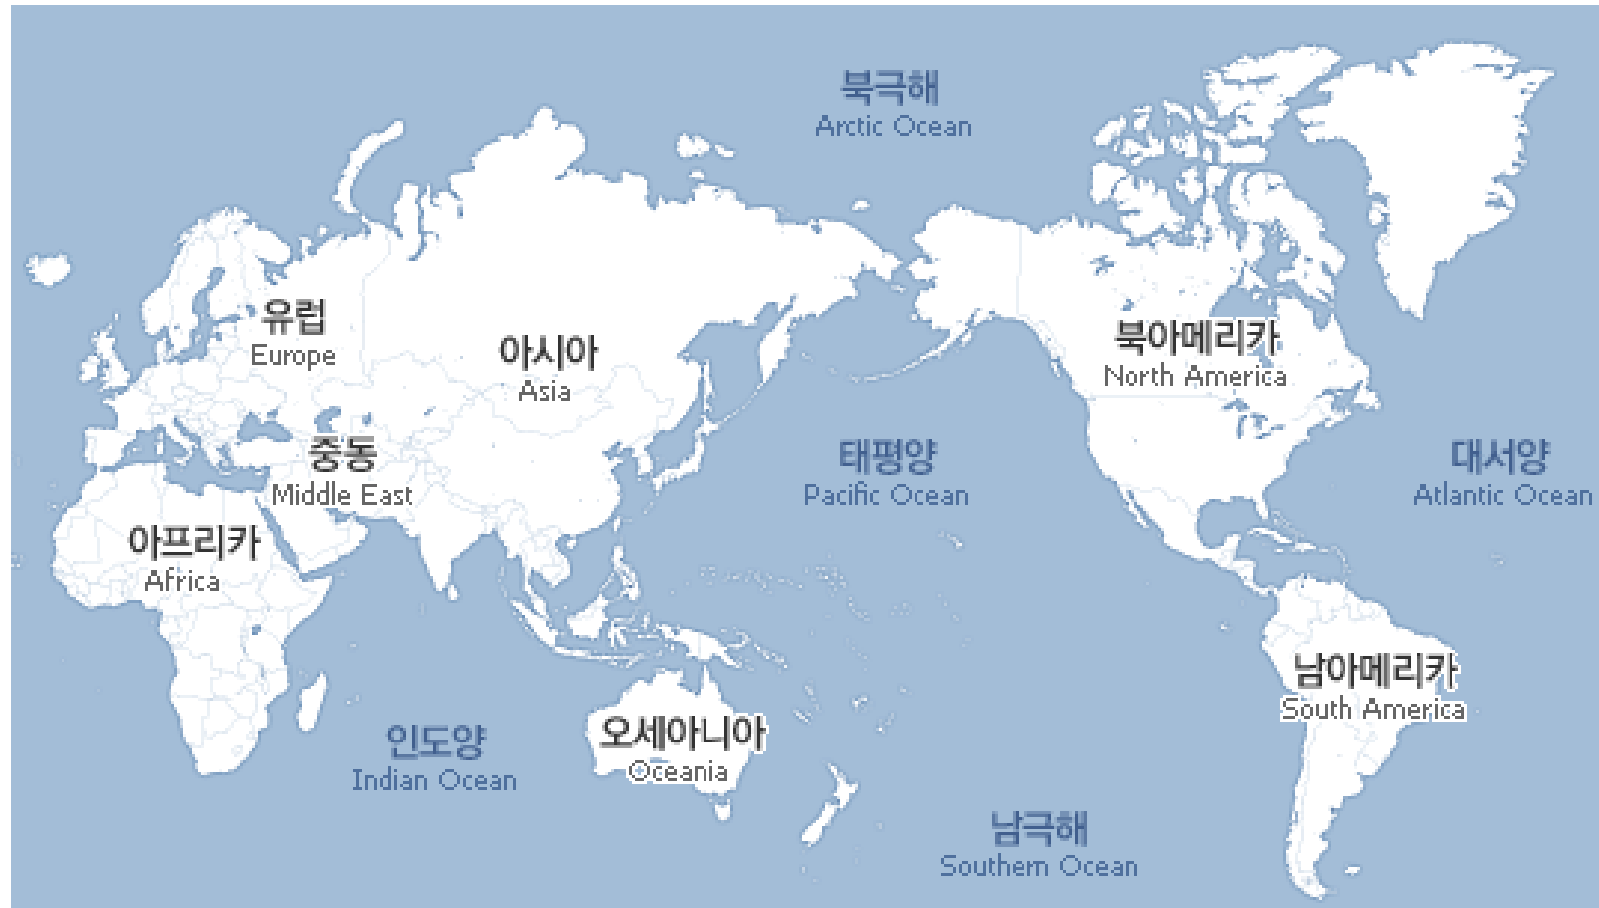 북극해
Arctic Ocean
유럽
Europe
아시아
Asia
북아메리카
North America
중동
Middle East
태평양
Pacific Ocean
대서양
Atlantic Ocean
아프리카
Africa
남아메리카
South America
인도양
Indian Ocean
오세아니아
Oceania
남극해
Southern Ocean